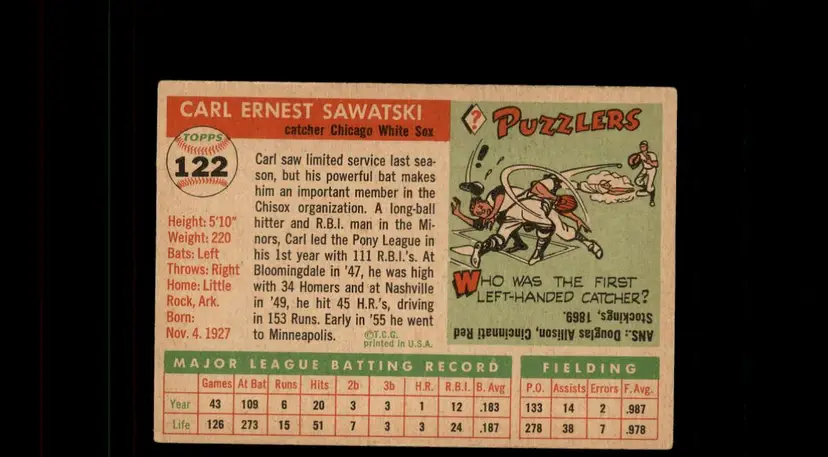 CARL ERNEST SAWATSKI
catcher Chicago White Sox
TOPPS
122
Height: 5'10"
Weight: 220
Bats: Left
Throws: Right
Home: Little
Rock, Ark.
Born:
Nov. 4. 1927
Carl saw limited service last sea-
son, but his powerful bat makes
him an important member in the
Chisox organization. A long-ball
hitter and R.B.I. man in the Mi-
nors, Carl led the Pony League in
his 1st year with 111 R.B.I.'s. At
Bloomingdale in '47, he was high
with 34 Homers and at Nashville
in '49, he hit 45 H.R.'s, driving
in 153 Runs. Early in '55 he went
to Minneapolis.
©T.C.G.
printed in U.S.A.
? PUZZLERS
WHO WAS THE FIRST
LEFT-HANDED CATCHER?
ANS.: Douglas Allison, Cincinnati Red
Stockings, 1869.
MAJOR LEAGUE BATTING RECORD
Games At Bat Runs Hits 2b 3b H.R. R.B.I. B. Avg
Year 43 109 6 20 3 3 1 12 .183
Life 126 273 15 51 7 3 3 24 .187
FIELDING
P.O. Assists Errors F. Avg.
133 14 2 .987
278 38 7 .978